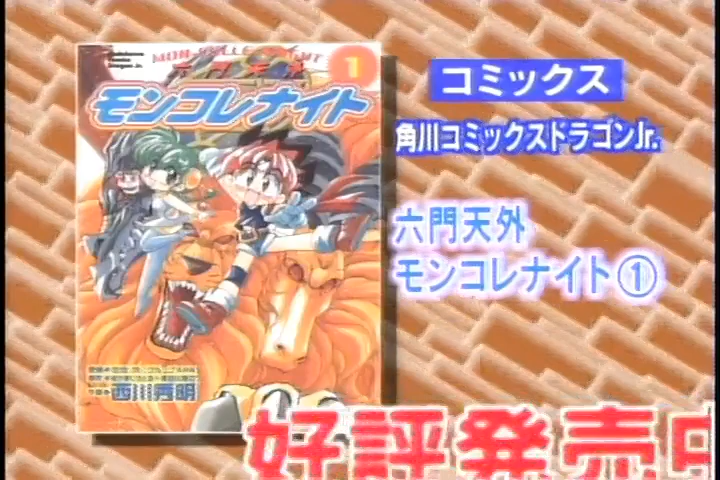 モンコレナイト
1
西川秀明
コミックス
角川コミックスドラゴンJr.
六門天外
モンコレナイト①
好評発売中